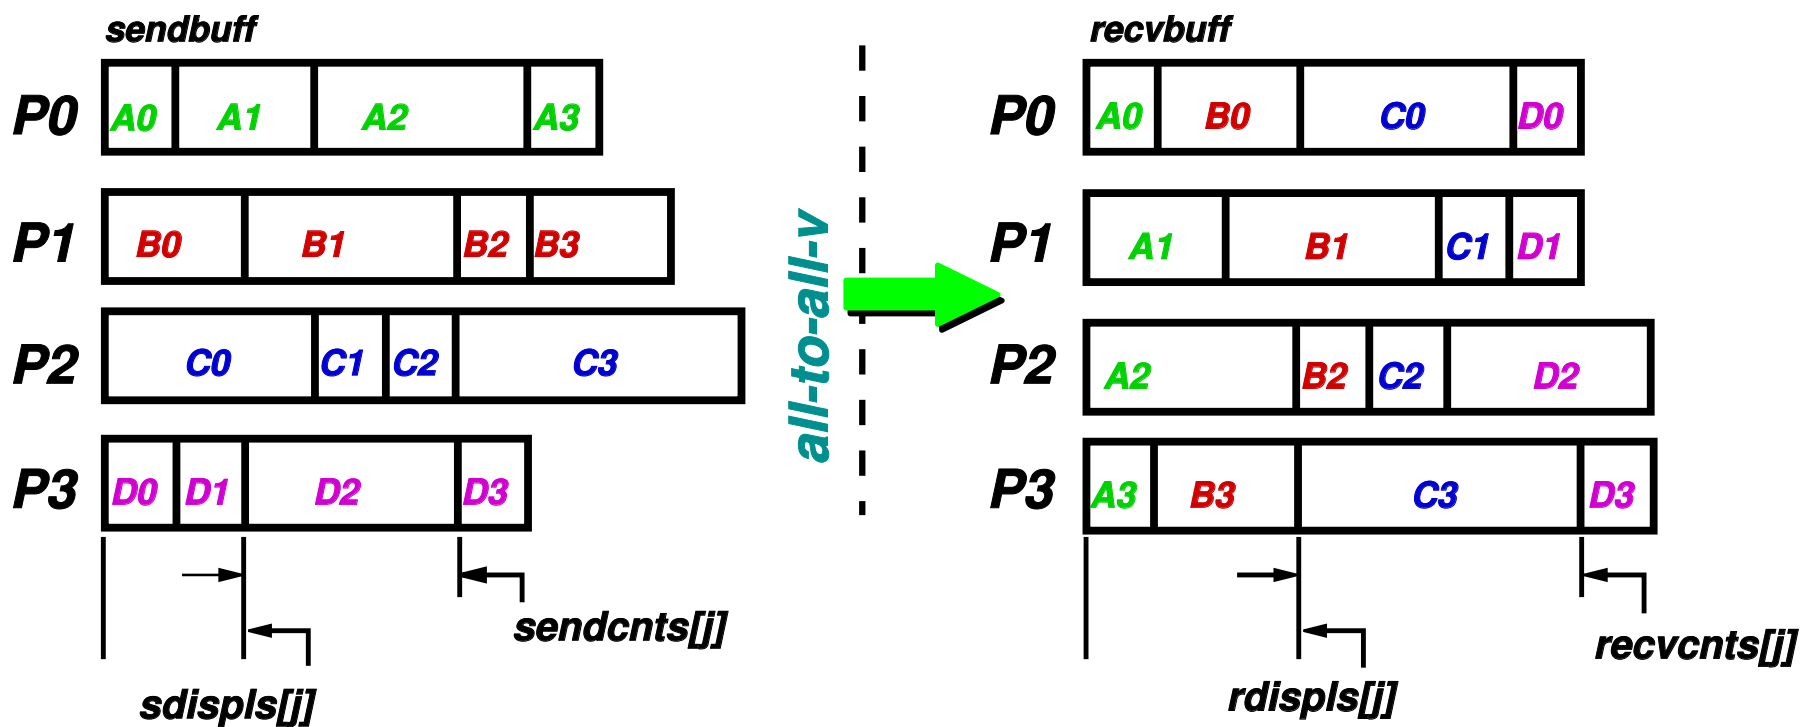 sendbuff
P0 A0 A1 A2 A3
P1 B0 B1 B2 B3
P2 C0 C1 C2 C3
P3 D0 D1 D2 D3
sendcnts[j]
sdispls[j]
all-to-all-v
recvbuff
P0 A0 B0 C0 D0
P1 A1 B1 C1 D1
P2 A2 B2 C2 D2
P3 A3 B3 C3 D3
recvcnts[j]
rdispls[j]